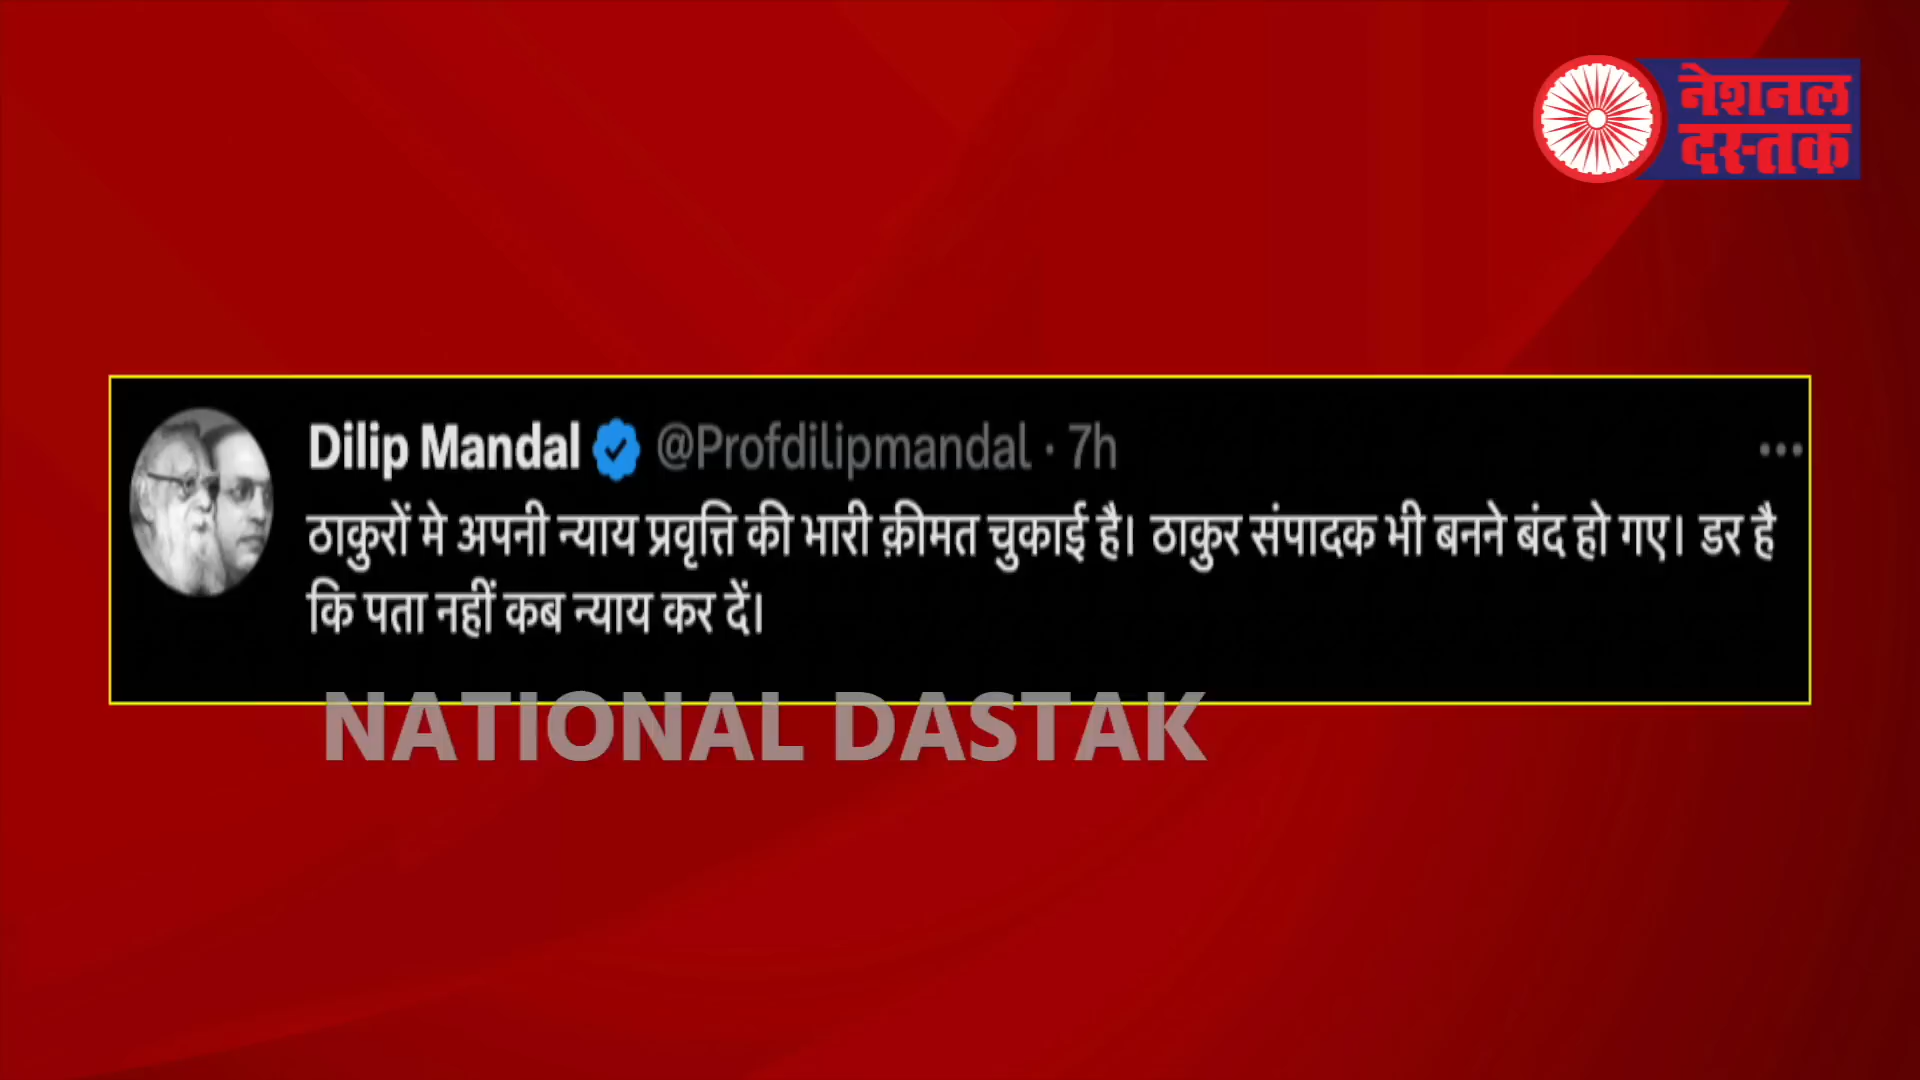 नेशनल
दस्तक
Dilip Mandal @Profdilipmandal · 7h
ठाकुरों मे अपनी न्याय प्रवृत्ति की भारी क़ीमत चुकाई है। ठाकुर संपादक भी बनने बंद हो गए। डर है
कि पता नहीं कब न्याय कर दें।
NATIONAL DASTAK